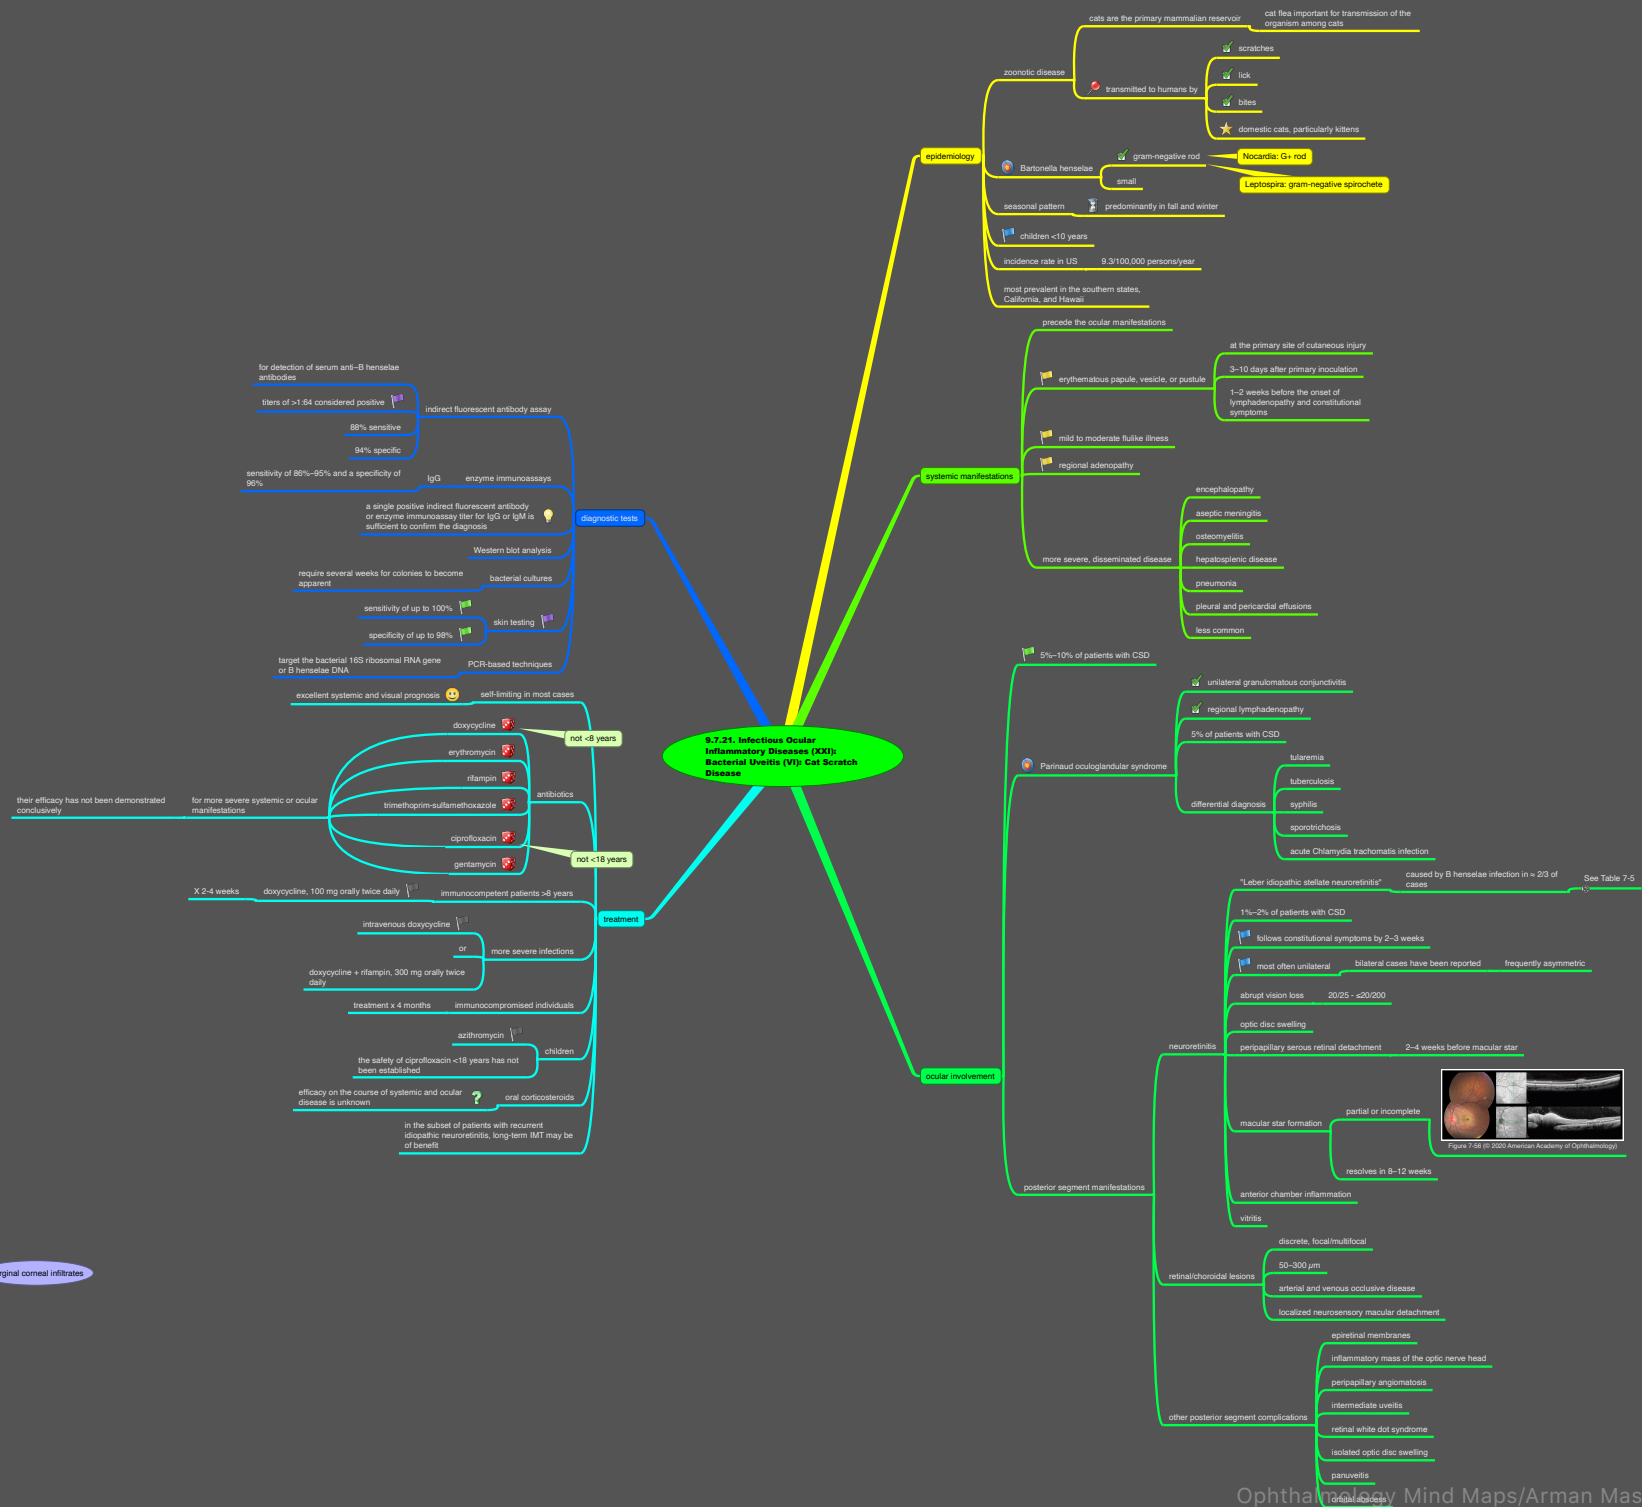 9.7.21. Infectious Ocular
Inflammatory Diseases (XXI):
Bacterial Uveitis (VI): Cat Scratch
Disease
epidemiology
zoonotic disease
cats are the primary mammalian reservoir
cat flea important for transmission of the
organism among cats
transmitted to humans by
scratches
lick
bites
domestic cats, particularly kittens
Bartonella henselae
gram-negative rod
Nocardia: G+ rod
Leptospira: gram-negative spirochete
small
seasonal pattern
predominantly in fall and winter
children <10 years
incidence rate in US
9.3/100,000 persons/year
most prevalent in the southern states,
California, and Hawaii
systemic manifestations
precede the ocular manifestations
erythematous papule, vesicle, or pustule
at the primary site of cutaneous injury
3–10 days after primary inoculation
1–2 weeks before the onset of
lymphadenopathy and constitutional
symptoms
mild to moderate flulike illness
regional adenopathy
more severe, disseminated disease
encephalopathy
aseptic meningitis
osteomyelitis
hepatosplenic disease
pneumonia
pleural and pericardial effusions
less common
ocular involvement
5%–10% of patients with CSD
Parinaud oculoglandular syndrome
unilateral granulomatous conjunctivitis
regional lymphadenopathy
5% of patients with CSD
differential diagnosis
tularemia
tuberculosis
syphilis
sporotrichosis
acute Chlamydia trachomatis infection
posterior segment manifestations
neuroretinitis
"Leber idiopathic stellate neuroretinitis"
caused by B henselae infection in ≈ 2/3 of
cases
See Table 7-5
1%–2% of patients with CSD
follows constitutional symptoms by 2–3 weeks
most often unilateral
bilateral cases have been reported
frequently asymmetric
abrupt vision loss
20/25 - ≤20/200
optic disc swelling
peripapillary serous retinal detachment
2–4 weeks before macular star
macular star formation
partial or incomplete
Figure 7-56 (© 2020 American Academy of Ophthalmology)
resolves in 8–12 weeks
anterior chamber inflammation
vitritis
retinal/choroidal lesions
discrete, focal/multifocal
50–300 µm
arterial and venous occlusive disease
localized neurosensory macular detachment
other posterior segment complications
epiretinal membranes
inflammatory mass of the optic nerve head
peripapillary angiomatosis
intermediate uveitis
retinal white dot syndrome
isolated optic disc swelling
panuveitis
orbital abscess
diagnostic tests
indirect fluorescent antibody assay
for detection of serum anti–B henselae
antibodies
titers of >1:64 considered positive
88% sensitive
94% specific
enzyme immunoassays
IgG
sensitivity of 86%–95% and a specificity of
96%
a single positive indirect fluorescent antibody
or enzyme immunoassay titer for IgG or IgM is
sufficient to confirm the diagnosis
Western blot analysis
bacterial cultures
require several weeks for colonies to become
apparent
skin testing
sensitivity of up to 100%
specificity of up to 98%
PCR-based techniques
target the bacterial 16S ribosomal RNA gene
or B henselae DNA
treatment
self-limiting in most cases
excellent systemic and visual prognosis
antibiotics
doxycycline
not <8 years
erythromycin
rifampin
trimethoprim-sulfamethoxazole
ciprofloxacin
not <18 years
gentamycin
for more severe systemic or ocular
manifestations
their efficacy has not been demonstrated
conclusively
immunocompetent patients >8 years
doxycycline, 100 mg orally twice daily
X 2-4 weeks
more severe infections
intravenous doxycycline
or
doxycycline + rifampin, 300 mg orally twice
daily
immunocompromised individuals
treatment x 4 months
children
azithromycin
the safety of ciprofloxacin <18 years has not
been established
oral corticosteroids
efficacy on the course of systemic and ocular
disease is unknown
in the subset of patients with recurrent
idiopathic neuroretinitis, long-term IMT may be
of benefit
rginal corneal infiltrates
Ophthalmology Mind Maps/Arman Mas